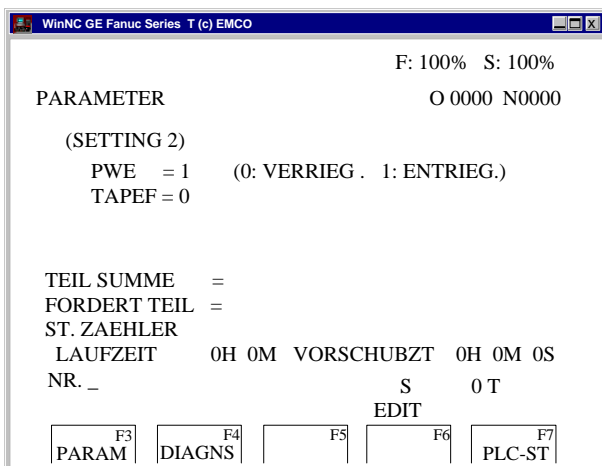 WinNC GE Fanuc Series T (c) EMCO
F: 100% S: 100%
PARAMETER O 0000 N0000
(SETTING 2)
PWE = 1 (0: VERRIEG . 1: ENTRIEG.)
TAPEF = 0
TEIL SUMME =
FORDERT TEIL =
ST. ZAEHLER
LAUFZEIT 0H 0M VORSCHUBZT 0H 0M 0S
NR. _ S 0 T
EDIT
F3 F4 F5 F6 F7
PARAM DIAGNS PLC-ST